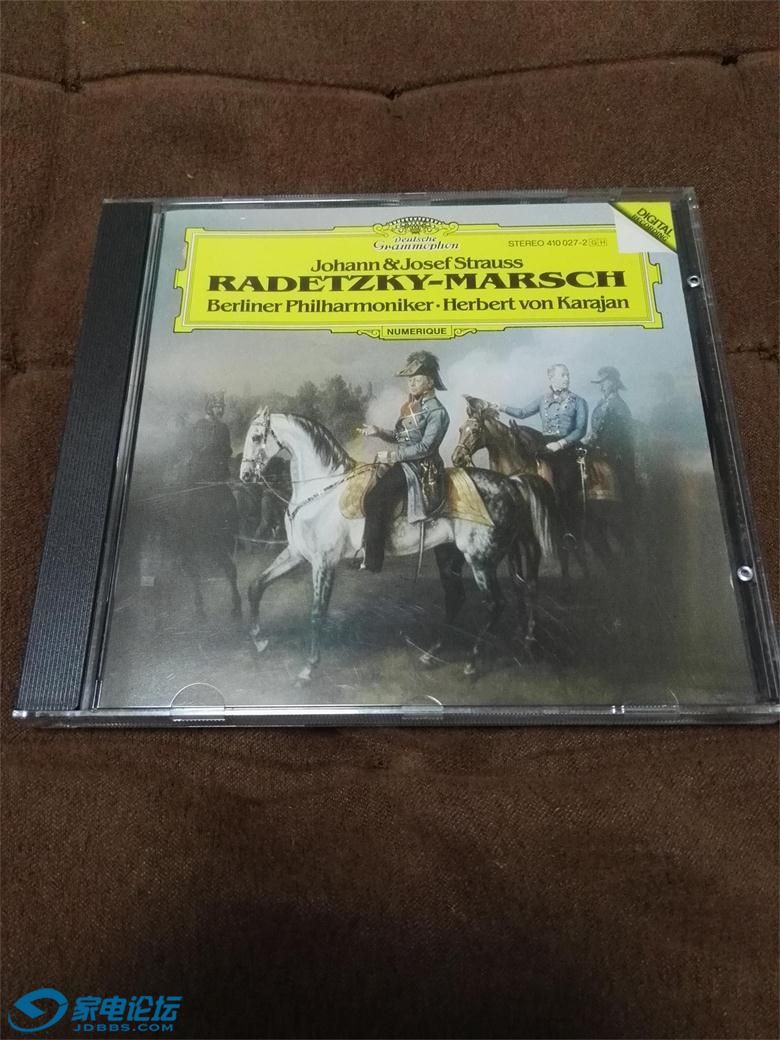 DIGITAL
RECORDING
Deutsche
Grammophon
STEREO 410 027-2 GH
Johann & Josef Strauss
RADETZKY-MARSCH
Berliner Philharmoniker · Herbert von Karajan
NUMERIQUE
家电论坛
JDBBS.COM